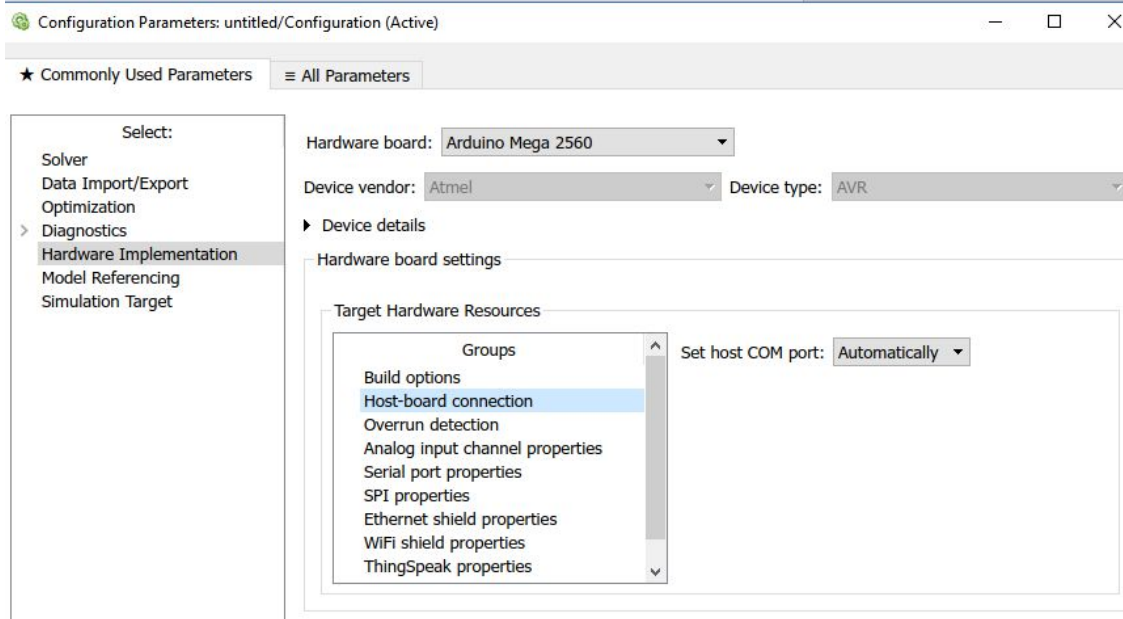 Configuration Parameters: untitled/Configuration (Active)
★ Commonly Used Parameters
≡ All Parameters
Select:
Solver
Data Import/Export
Optimization
Diagnostics
Hardware Implementation
Model Referencing
Simulation Target
Hardware board: Arduino Mega 2560
Device vendor: Atmel Device type: AVR
Device details
Hardware board settings
Target Hardware Resources
Groups
Build options
Host-board connection
Overrun detection
Analog input channel properties
Serial port properties
SPI properties
Ethernet shield properties
WiFi shield properties
ThingSpeak properties
Set host COM port: Automatically